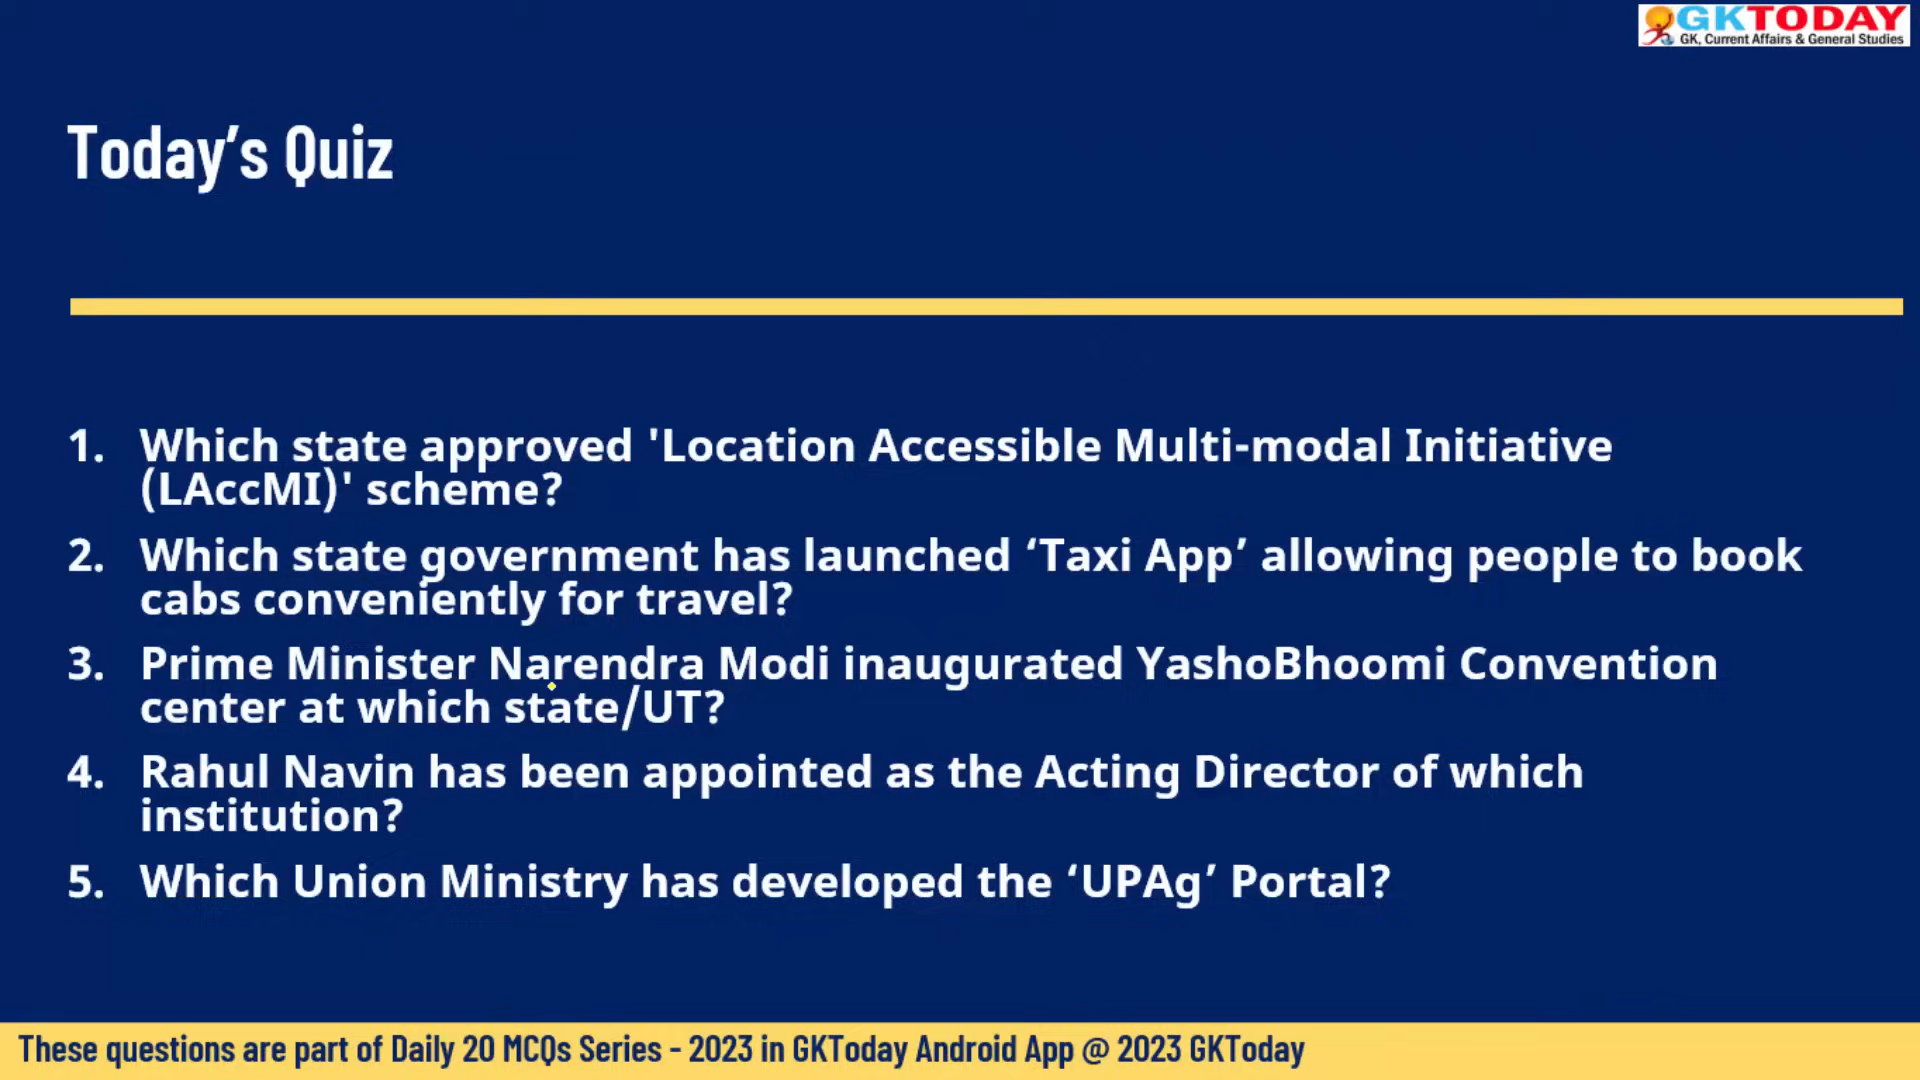 GKTODAY
GK, Current Affairs & General Studies
Today’s Quiz
1. Which state approved 'Location Accessible Multi-modal Initiative
(LAccMI)' scheme?
2. Which state government has launched ‘Taxi App’ allowing people to book
cabs conveniently for travel?
3. Prime Minister Narendra Modi inaugurated YashoBhoomi Convention
center at which state/UT?
4. Rahul Navin has been appointed as the Acting Director of which
institution?
5. Which Union Ministry has developed the ‘UPAg’ Portal?
These questions are part of Daily 20 MCQs Series - 2023 in GKToday Android App @ 2023 GKToday